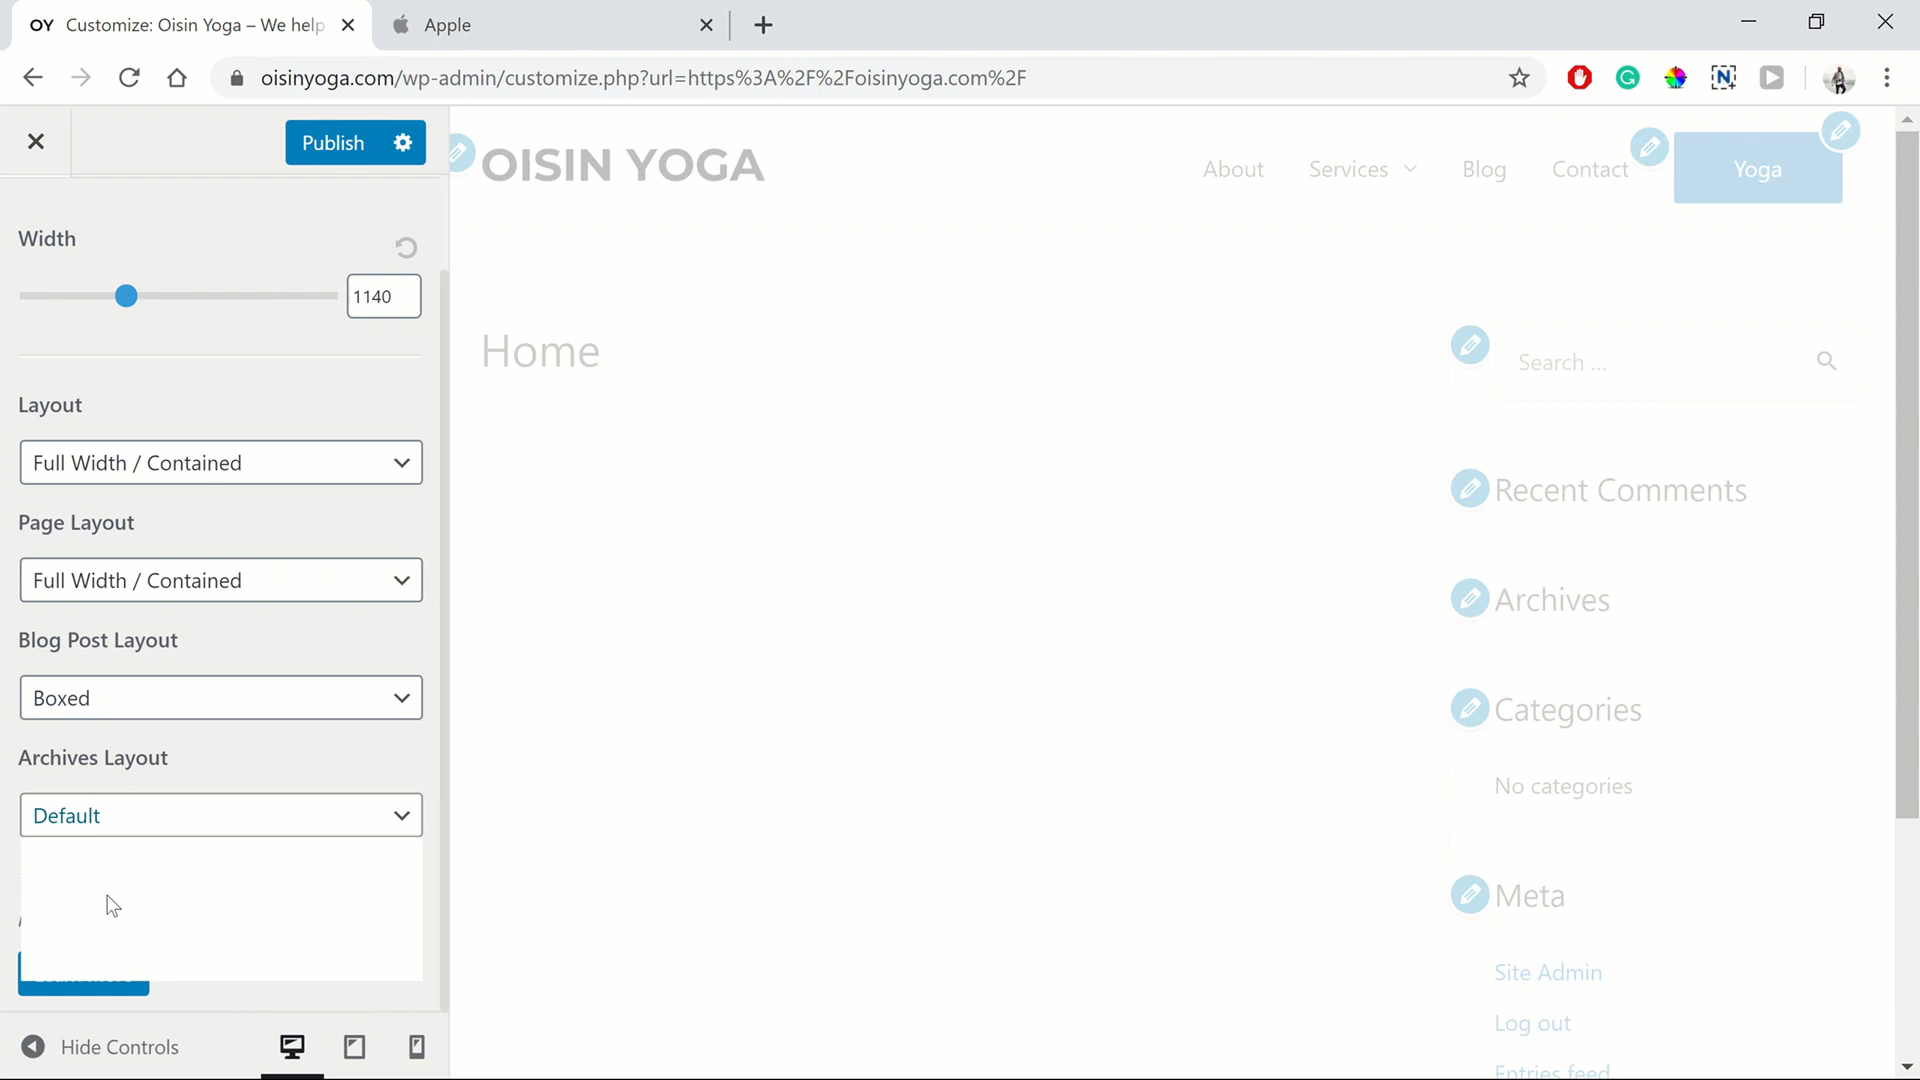 OY Customize: Oisin Yoga – We help
Apple
oisinyoga.com/wp-admin/customize.php?url=https%3A%2F%2Foisinyoga.com%2F
Publish
OISIN YOGA
About
Services
Blog
Contact
Yoga
Width
1140
Home
Search ...
Layout
Full Width / Contained
Recent Comments
Page Layout
Full Width / Contained
Archives
Blog Post Layout
Boxed
Categories
Archives Layout
No categories
Default
Meta
Site Admin
Log out
Hide Controls
Entries feed